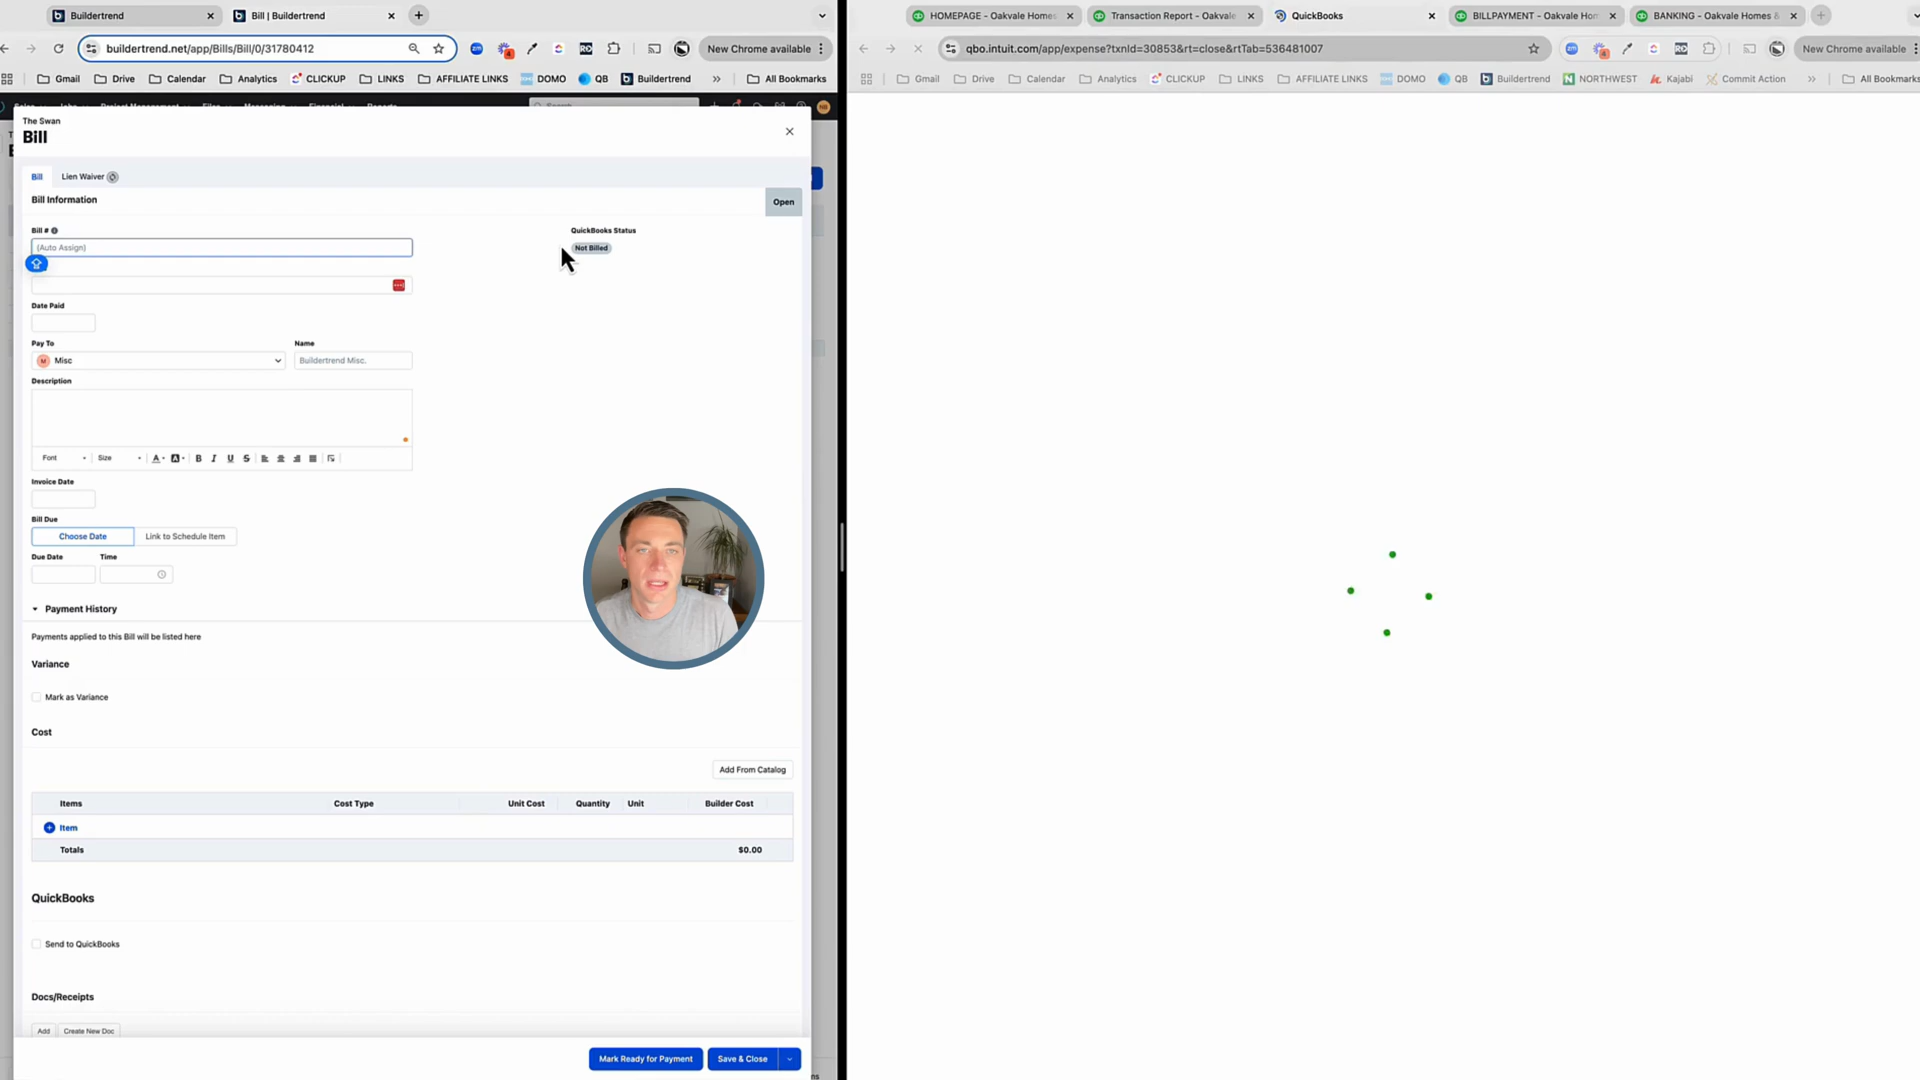 Buildertrend
Bill | Buildertrend
HOMEPAGE - Oakvale Homes
Transaction Report - Oakvale
QuickBooks
BILLPAYMENT - Oakvale Hom
BANKING - Oakvale Homes &
buildertrend.net/app/Bills/Bill/0/31780412
New Chrome available
qbo.intuit.com/app/expense?txnId=30853&rt=close&rtTab=536481007
New Chrome available
Gmail
Drive
Calendar
Analytics
CLICKUP
LINKS
AFFILIATE LINKS
DOMO
QB
Buildertrend
All Bookmarks
Gmail
Drive
Calendar
Analytics
CLICKUP
LINKS
AFFILIATE LINKS
DOMO
QB
Buildertrend
NORTHWEST
Kajabi
Commit Action
All Bookmarks
The Swan
Bill
Bill
Lien Waiver
Bill Information
Open
Bill #
QuickBooks Status
(Auto Assign)
Not Billed
Date Paid
Pay To
Name
M Misc
Buildertrend Misc.
Description
Font
Size
A
A
B
I
U
S
Invoice Date
Bill Due
Choose Date
Link to Schedule Item
Due Date
Time
Payment History
Payments applied to this Bill will be listed here
Variance
Mark as Variance
Cost
Add From Catalog
Items
Cost Type
Unit Cost
Quantity
Unit
Builder Cost
Item
Totals
$0.00
QuickBooks
Send to QuickBooks
Docs/Receipts
Add
Create New Doc
Mark Ready for Payment
Save & Close